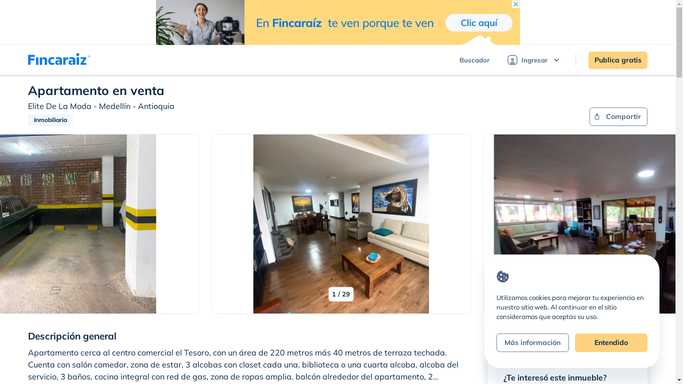 En Fincaraíz te ven porque te ven
Clic aquí
Fincaraíz
Buscador
Ingresar
Publica gratis
Apartamento en venta
Elite De La Moda - Medellín - Antioquia
Inmobiliaria
Compartir
1 / 29
Utilizamos cookies para mejorar tu experiencia en
nuestro sitio web. Al continuar en el sitio
consideramos que aceptas su uso.
Más información
Entendido
Descripción general
Apartamento cerca al centro comercial el Tesoro, con un área de 220 metros más 40 metros de terraza techada.
Cuenta con salón comedor, zona de estar, 3 alcobas con closet cada una, biblioteca o una cuarta alcoba, alcoba del
servicio, 3 baños, cocina integral con red de gas, zona de ropas amplia, balcón alrededor del apartamento, 2...
¿Te interesó este inmueble?